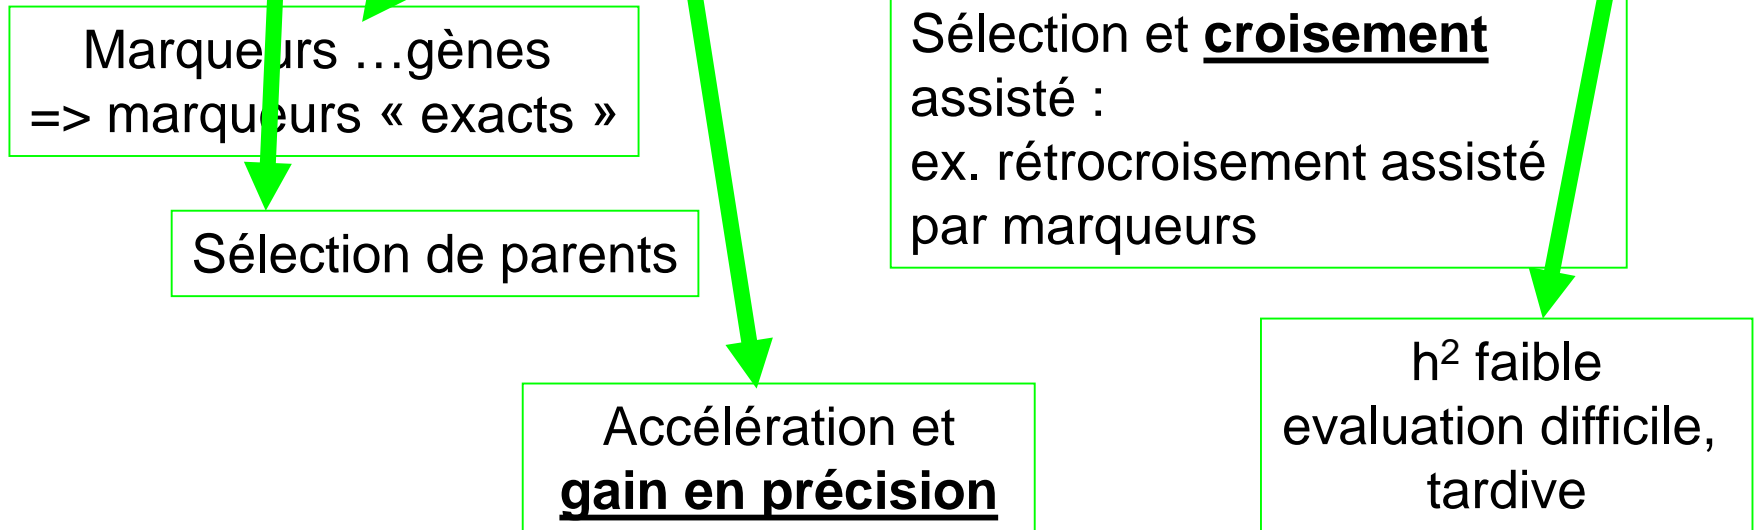 Marqueurs …gènes
=> marqueurs « exacts »
Sélection de parents
Sélection et croisement
assisté :
ex. rétrocroisement assisté
par marqueurs
Accélération et
gain en précision
h² faible
evaluation difficile,
tardive